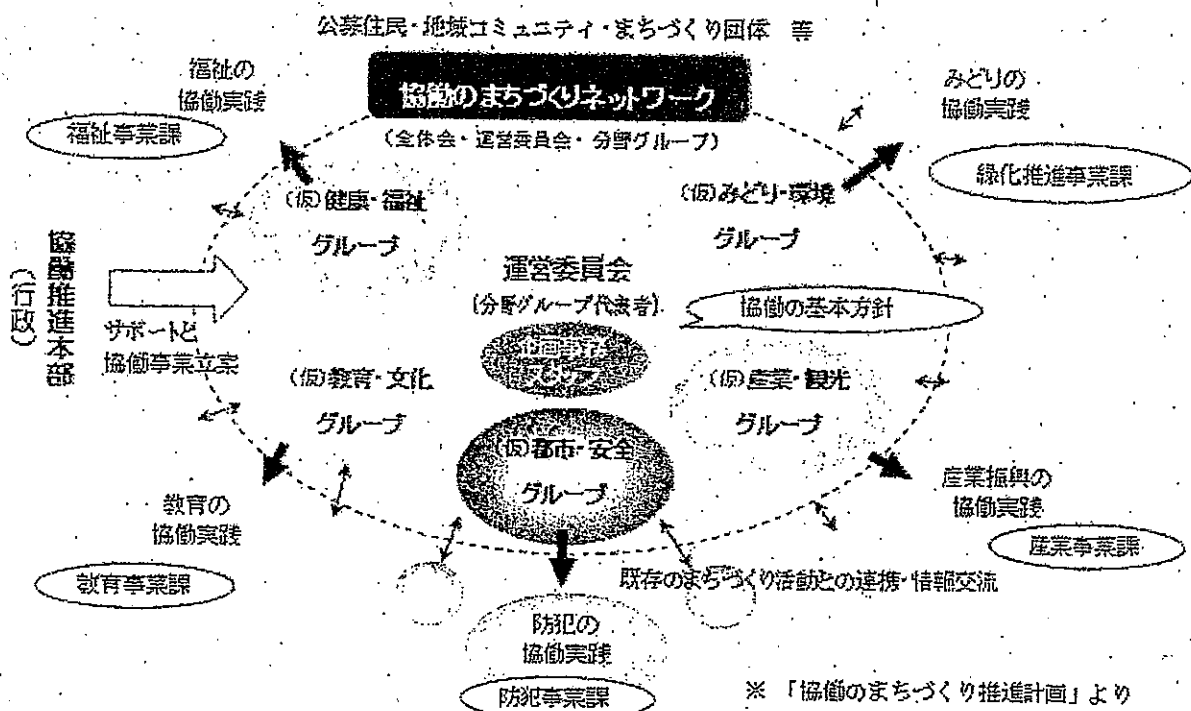 公募住民・地域コミュニティ・まちづくり団体 等
協働のまちづくりネットワーク
(全体会・運営委員会・分野グループ)
福祉の
協働実践
福祉事業課
みどりの
協働実践
緑化推進事業課
(仮)健康・福祉
グループ
(仮)みどり・環境
グループ
協働推進本部
(行政)
サポートと
協働事業立案
運営委員会
(分野グループ代表者)
協働の基本方針
(仮)教育・文化
グループ
(仮)産業・観光
グループ
(仮)都市・安全
グループ
教育の
協働実践
教育事業課
産業振興の
協働実践
産業事業課
既存のまちづくり活動との連携・情報交流
防犯の
協働実践
防犯事業課
※ 「協働のまちづくり推進計画」より